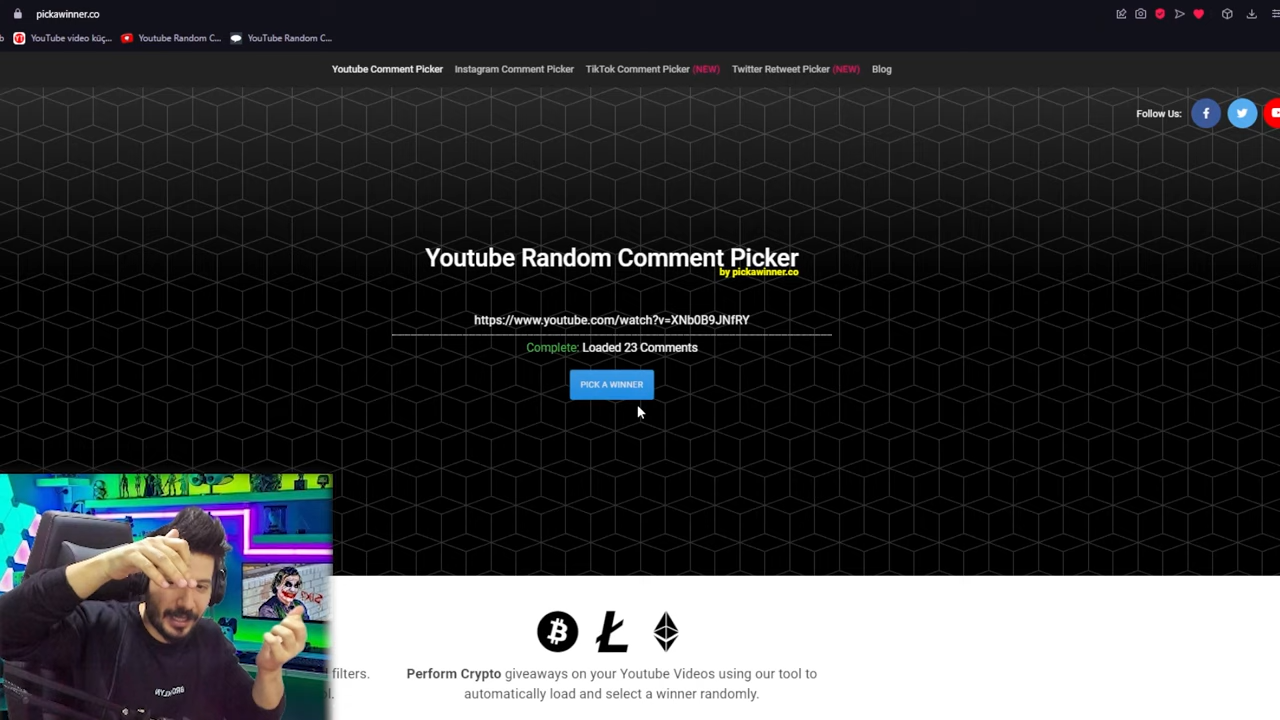 pickawinner.co
YouTube video küç...
Youtube Random C...
YouTube Random C...
Youtube Comment Picker
Instagram Comment Picker
TikTok Comment Picker (NEW)
Twitter Retweet Picker (NEW)
Blog
Follow Us:
Youtube Random Comment Picker
by pickawinner.co
https://www.youtube.com/watch?v=XNb0B9JNfRY
Complete: Loaded 23 Comments
PICK A WINNER
filters.
Perform Crypto giveaways on your Youtube Videos using our tool to
automatically load and select a winner randomly.